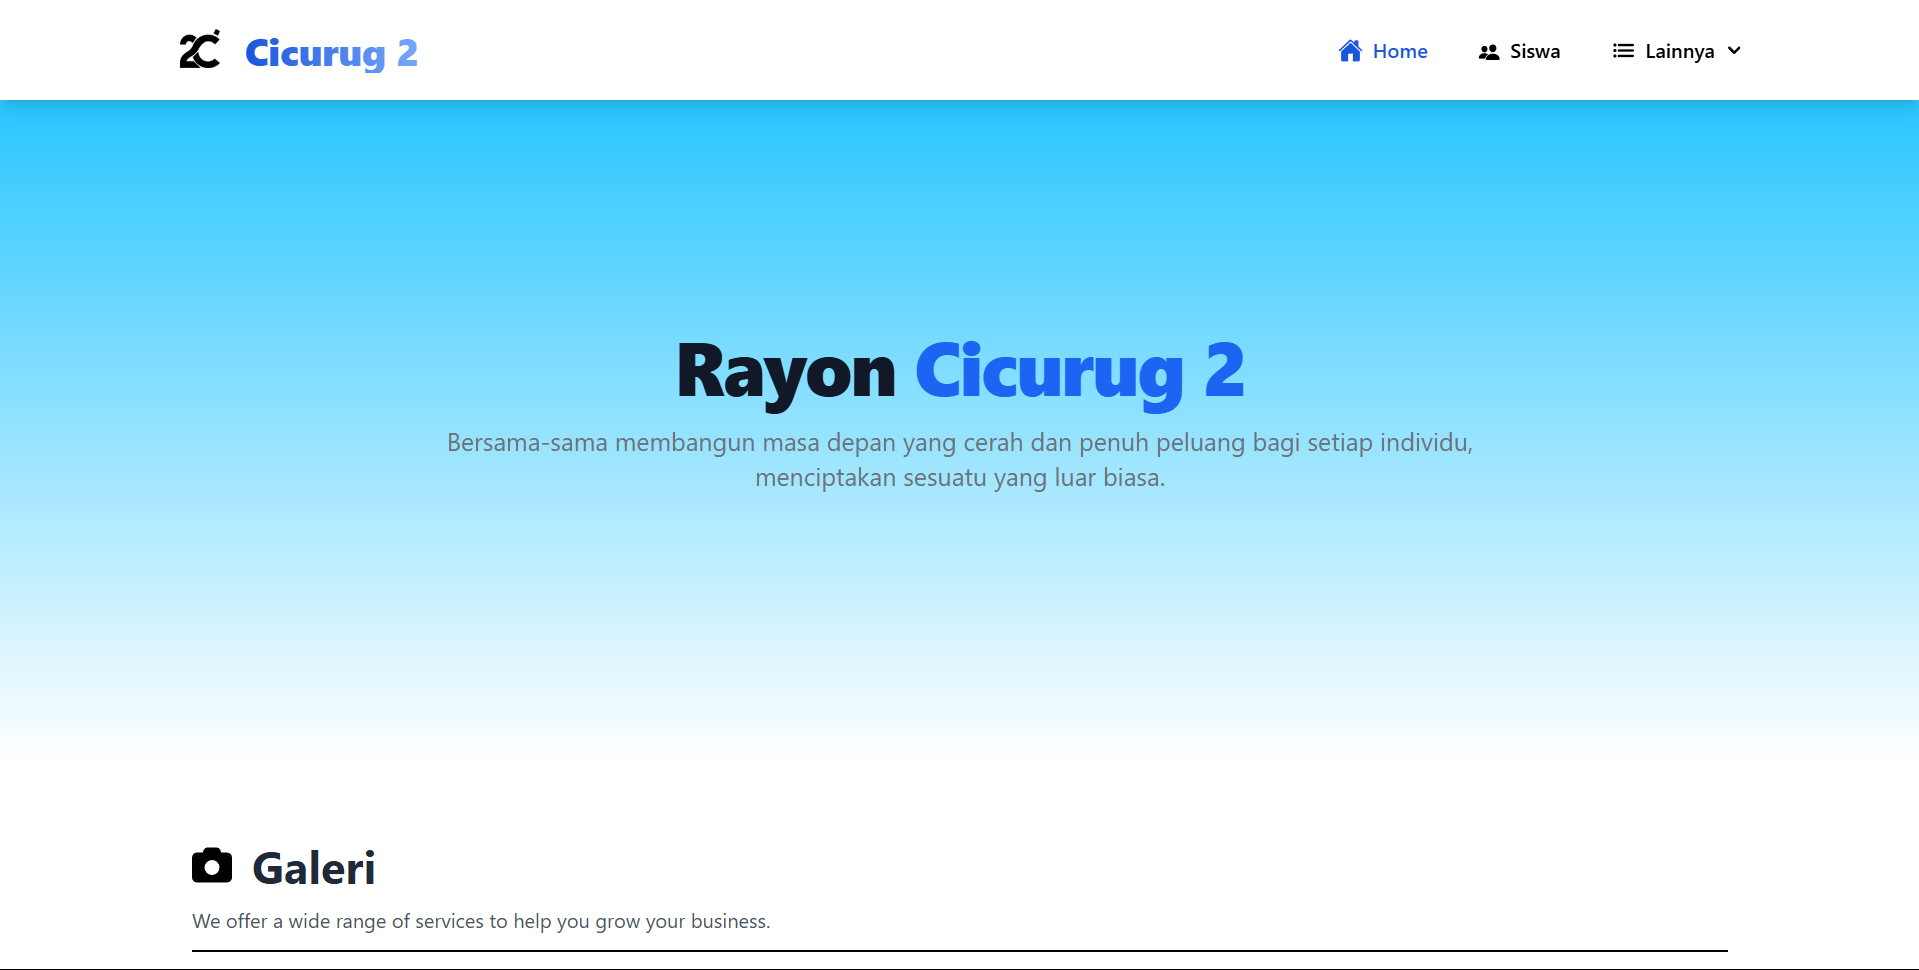 2C Cicurug 2
Home
Siswa
Lainnya
Rayon Cicurug 2
Bersama-sama membangun masa depan yang cerah dan penuh peluang bagi setiap individu,
menciptakan sesuatu yang luar biasa.
Galeri
We offer a wide range of services to help you grow your business.